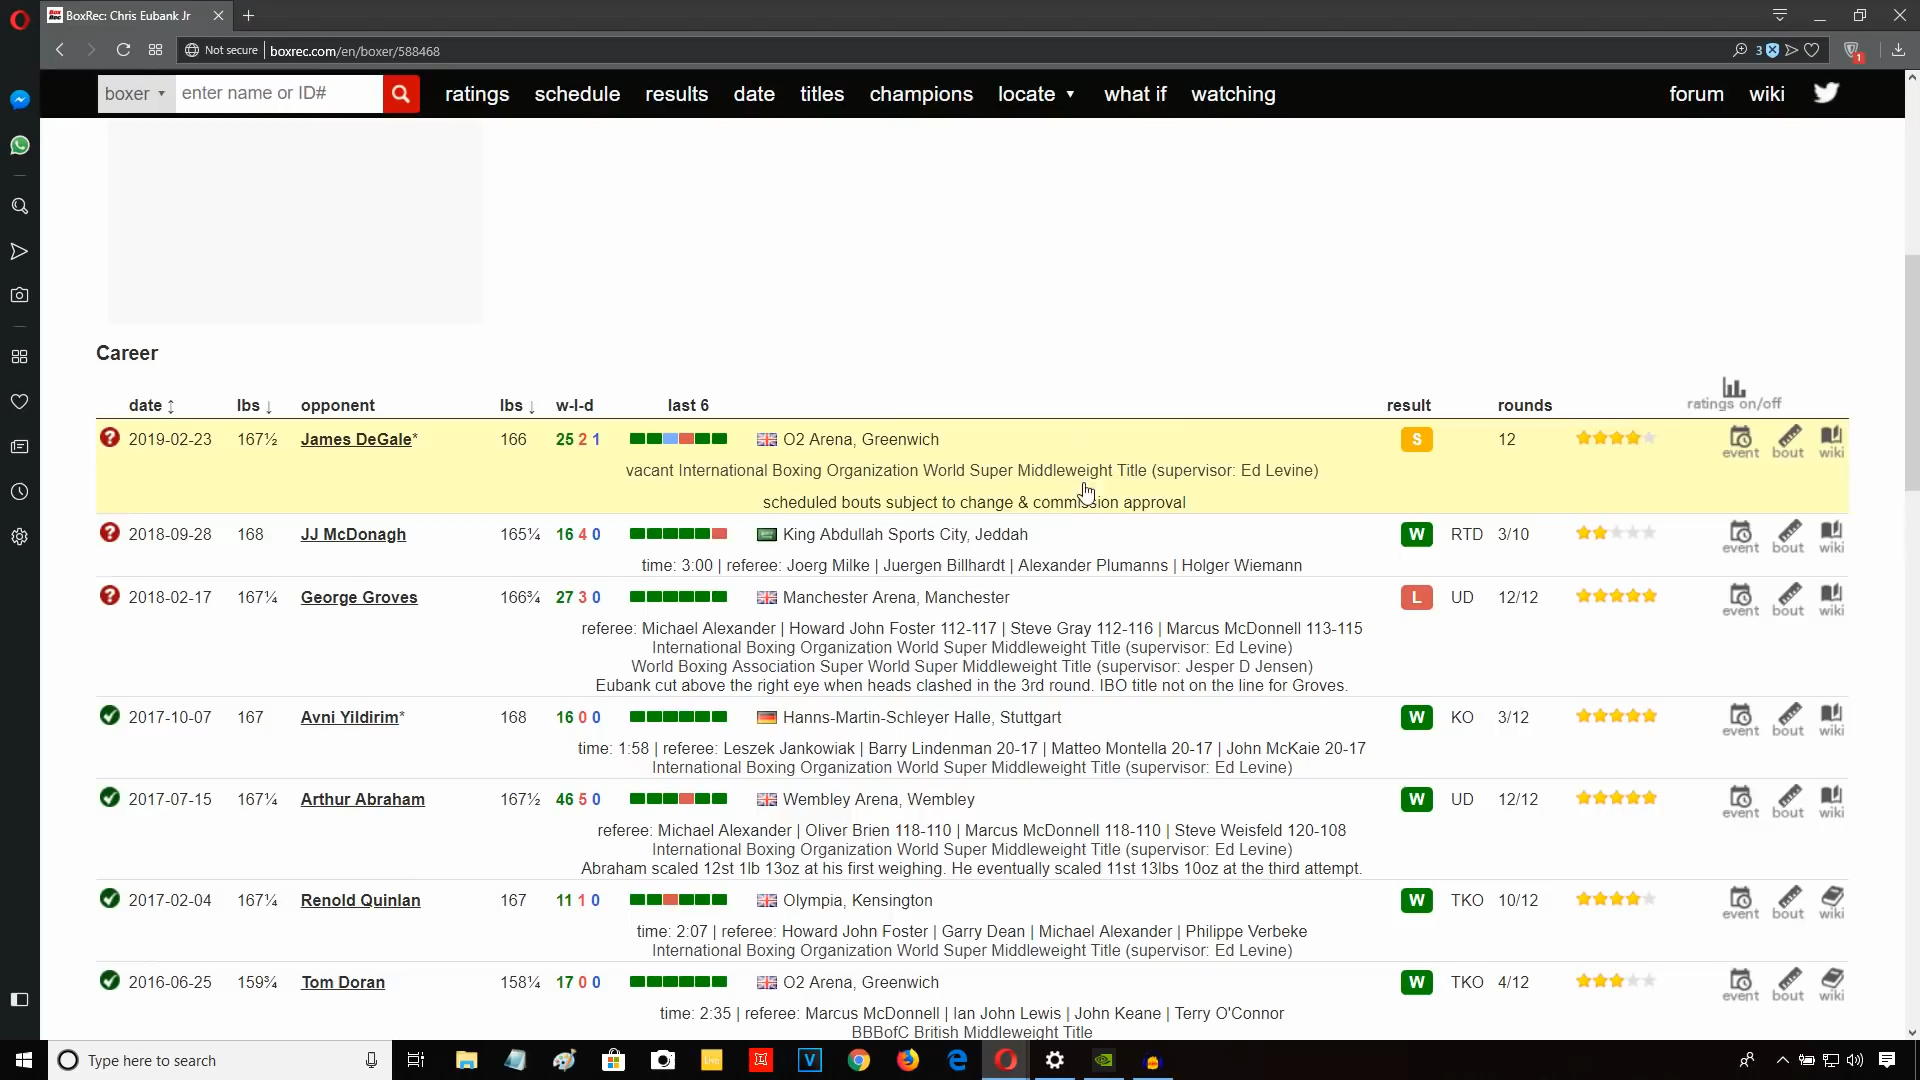 BoxRec: Chris Eubank Jr
Not secure | boxrec.com/en/boxer/588468
3
1
boxer enter name or ID# ratings schedule results date titles champions locate what if watching forum wiki
Career
ratings on/off
date lbs opponent lbs w-l-d last 6 result rounds
2019-02-23 167½ James DeGale* 166 25 2 1 O2 Arena, Greenwich S 12 event bout wiki
vacant International Boxing Organization World Super Middleweight Title (supervisor: Ed Levine)
scheduled bouts subject to change & commission approval
2018-09-28 168 JJ McDonagh 165¼ 16 4 0 King Abdullah Sports City, Jeddah W RTD 3/10 event bout wiki
time: 3:00 | referee: Joerg Milke | Juergen Billhardt | Alexander Plumanns | Holger Wiemann
2018-02-17 167¼ George Groves 166¾ 27 3 0 Manchester Arena, Manchester L UD 12/12 event bout wiki
referee: Michael Alexander | Howard John Foster 112-117 | Steve Gray 112-116 | Marcus McDonnell 113-115
International Boxing Organization World Super Middleweight Title (supervisor: Ed Levine)
World Boxing Association Super World Super Middleweight Title (supervisor: Jesper D Jensen)
Eubank cut above the right eye when heads clashed in the 3rd round. IBO title not on the line for Groves.
2017-10-07 167 Avni Yildirim* 168 16 0 0 Hanns-Martin-Schleyer Halle, Stuttgart W KO 3/12 event bout wiki
time: 1:58 | referee: Leszek Jankowiak | Barry Lindenman 20-17 | Matteo Montella 20-17 | John McKaie 20-17
International Boxing Organization World Super Middleweight Title (supervisor: Ed Levine)
2017-07-15 167¼ Arthur Abraham 167½ 46 5 0 Wembley Arena, Wembley W UD 12/12 event bout wiki
referee: Michael Alexander | Oliver Brien 118-110 | Marcus McDonnell 118-110 | Steve Weisfeld 120-108
International Boxing Organization World Super Middleweight Title (supervisor: Ed Levine)
Abraham scaled 12st 1lb 13oz at his first weighing. He eventually scaled 11st 13lbs 10oz at the third attempt.
2017-02-04 167¼ Renold Quinlan 167 11 1 0 Olympia, Kensington W TKO 10/12 event bout wiki
time: 2:07 | referee: Howard John Foster | Garry Dean | Michael Alexander | Philippe Verbeke
International Boxing Organization World Super Middleweight Title (supervisor: Ed Levine)
2016-06-25 159¾ Tom Doran 158¼ 17 0 0 O2 Arena, Greenwich W TKO 4/12 event bout wiki
time: 2:35 | referee: Marcus McDonnell | Ian John Lewis | John Keane | Terry O'Connor
BBBofC British Middleweight Title
Type here to search